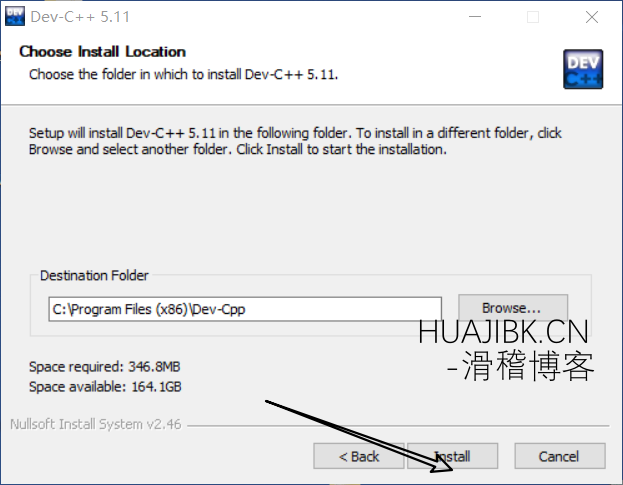 Dev-C++ 5.11
Choose Install Location
Choose the folder in which to install Dev-C++ 5.11.
DEV
C++
Setup will install Dev-C++ 5.11 in the following folder. To install in a different folder, click
Browse and select another folder. Click Install to start the installation.
Destination Folder
C:\Program Files (x86)\Dev-Cpp
Browse...
HUAJIBK.CN
-滑稽博客
Space required: 346.8MB
Space available: 164.1GB
Nullsoft Install System v2.46
< Back
Install
Cancel